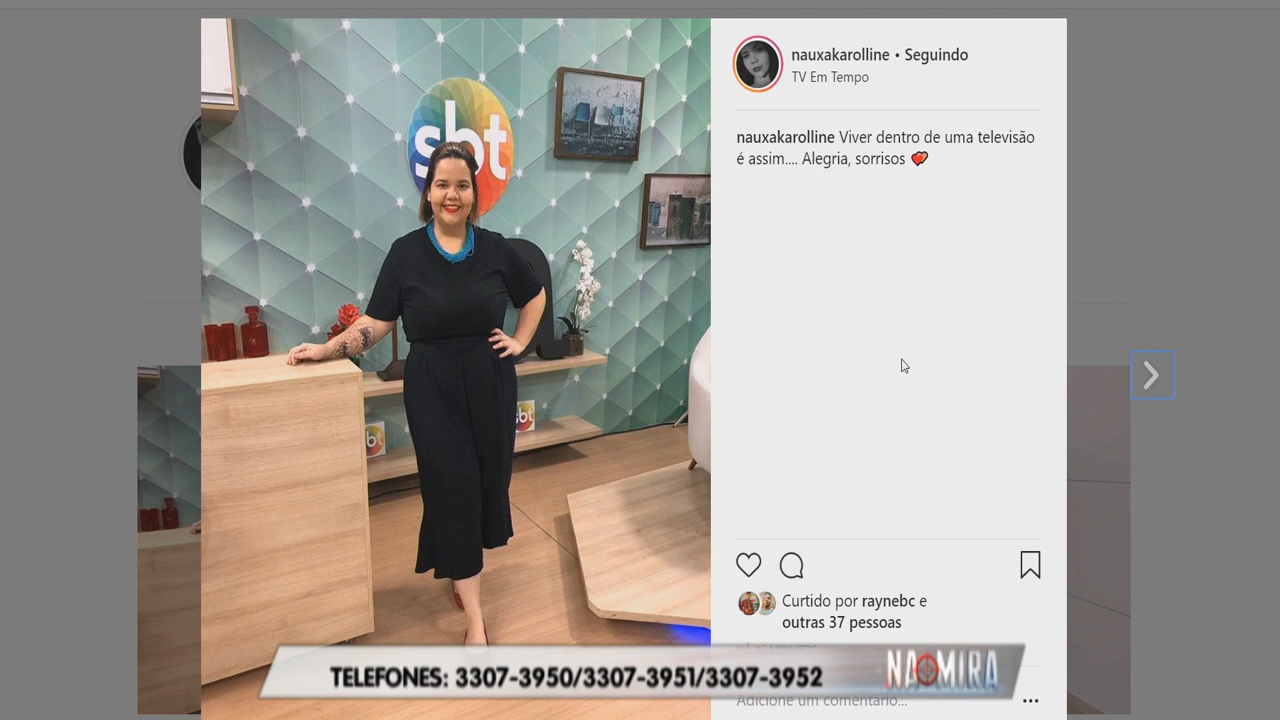 nauxakarolline • Seguindo
TV Em Tempo
nauxakarolline Viver dentro de uma televisão
é assim.... Alegria, sorrisos
sbt
sbt
sbt
Curtido por raynebc e
outras 37 pessoas
TELEFONES: 3307-3950/3307-3951/3307-3952
NA MIRA
Adicione um comentário...